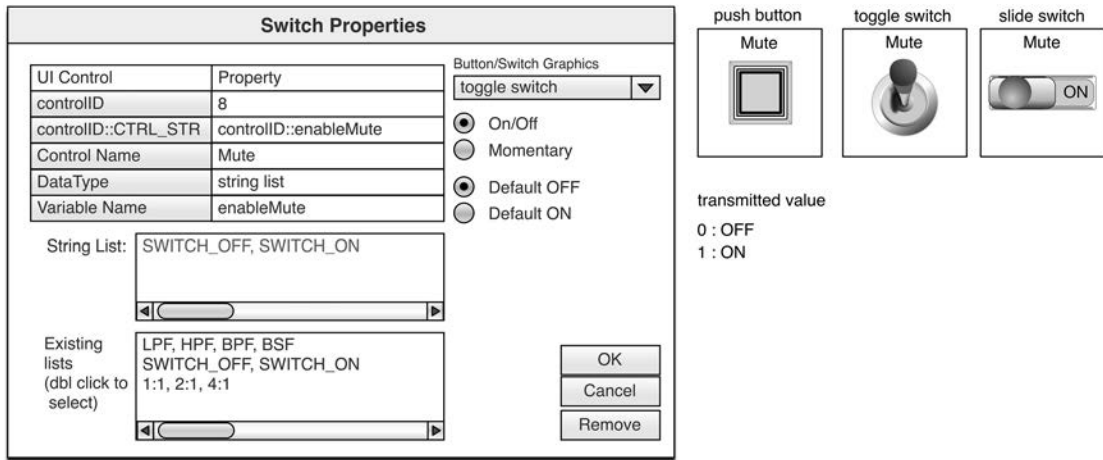 Switch Properties
UI Control Property
controlID 8
controlID::CTRL_STR controlID::enableMute
Control Name Mute
DataType string list
Variable Name enableMute
Button/Switch Graphics
toggle switch
On/Off
Momentary
Default OFF
Default ON
String List: SWITCH_OFF, SWITCH_ON
Existing
lists
(dbl click to
select)
LPF, HPF, BPF, BSF
SWITCH_OFF, SWITCH_ON
1:1, 2:1, 4:1
OK
Cancel
Remove
push button toggle switch slide switch
Mute Mute Mute
ON
transmitted value
0 : OFF
1 : ON